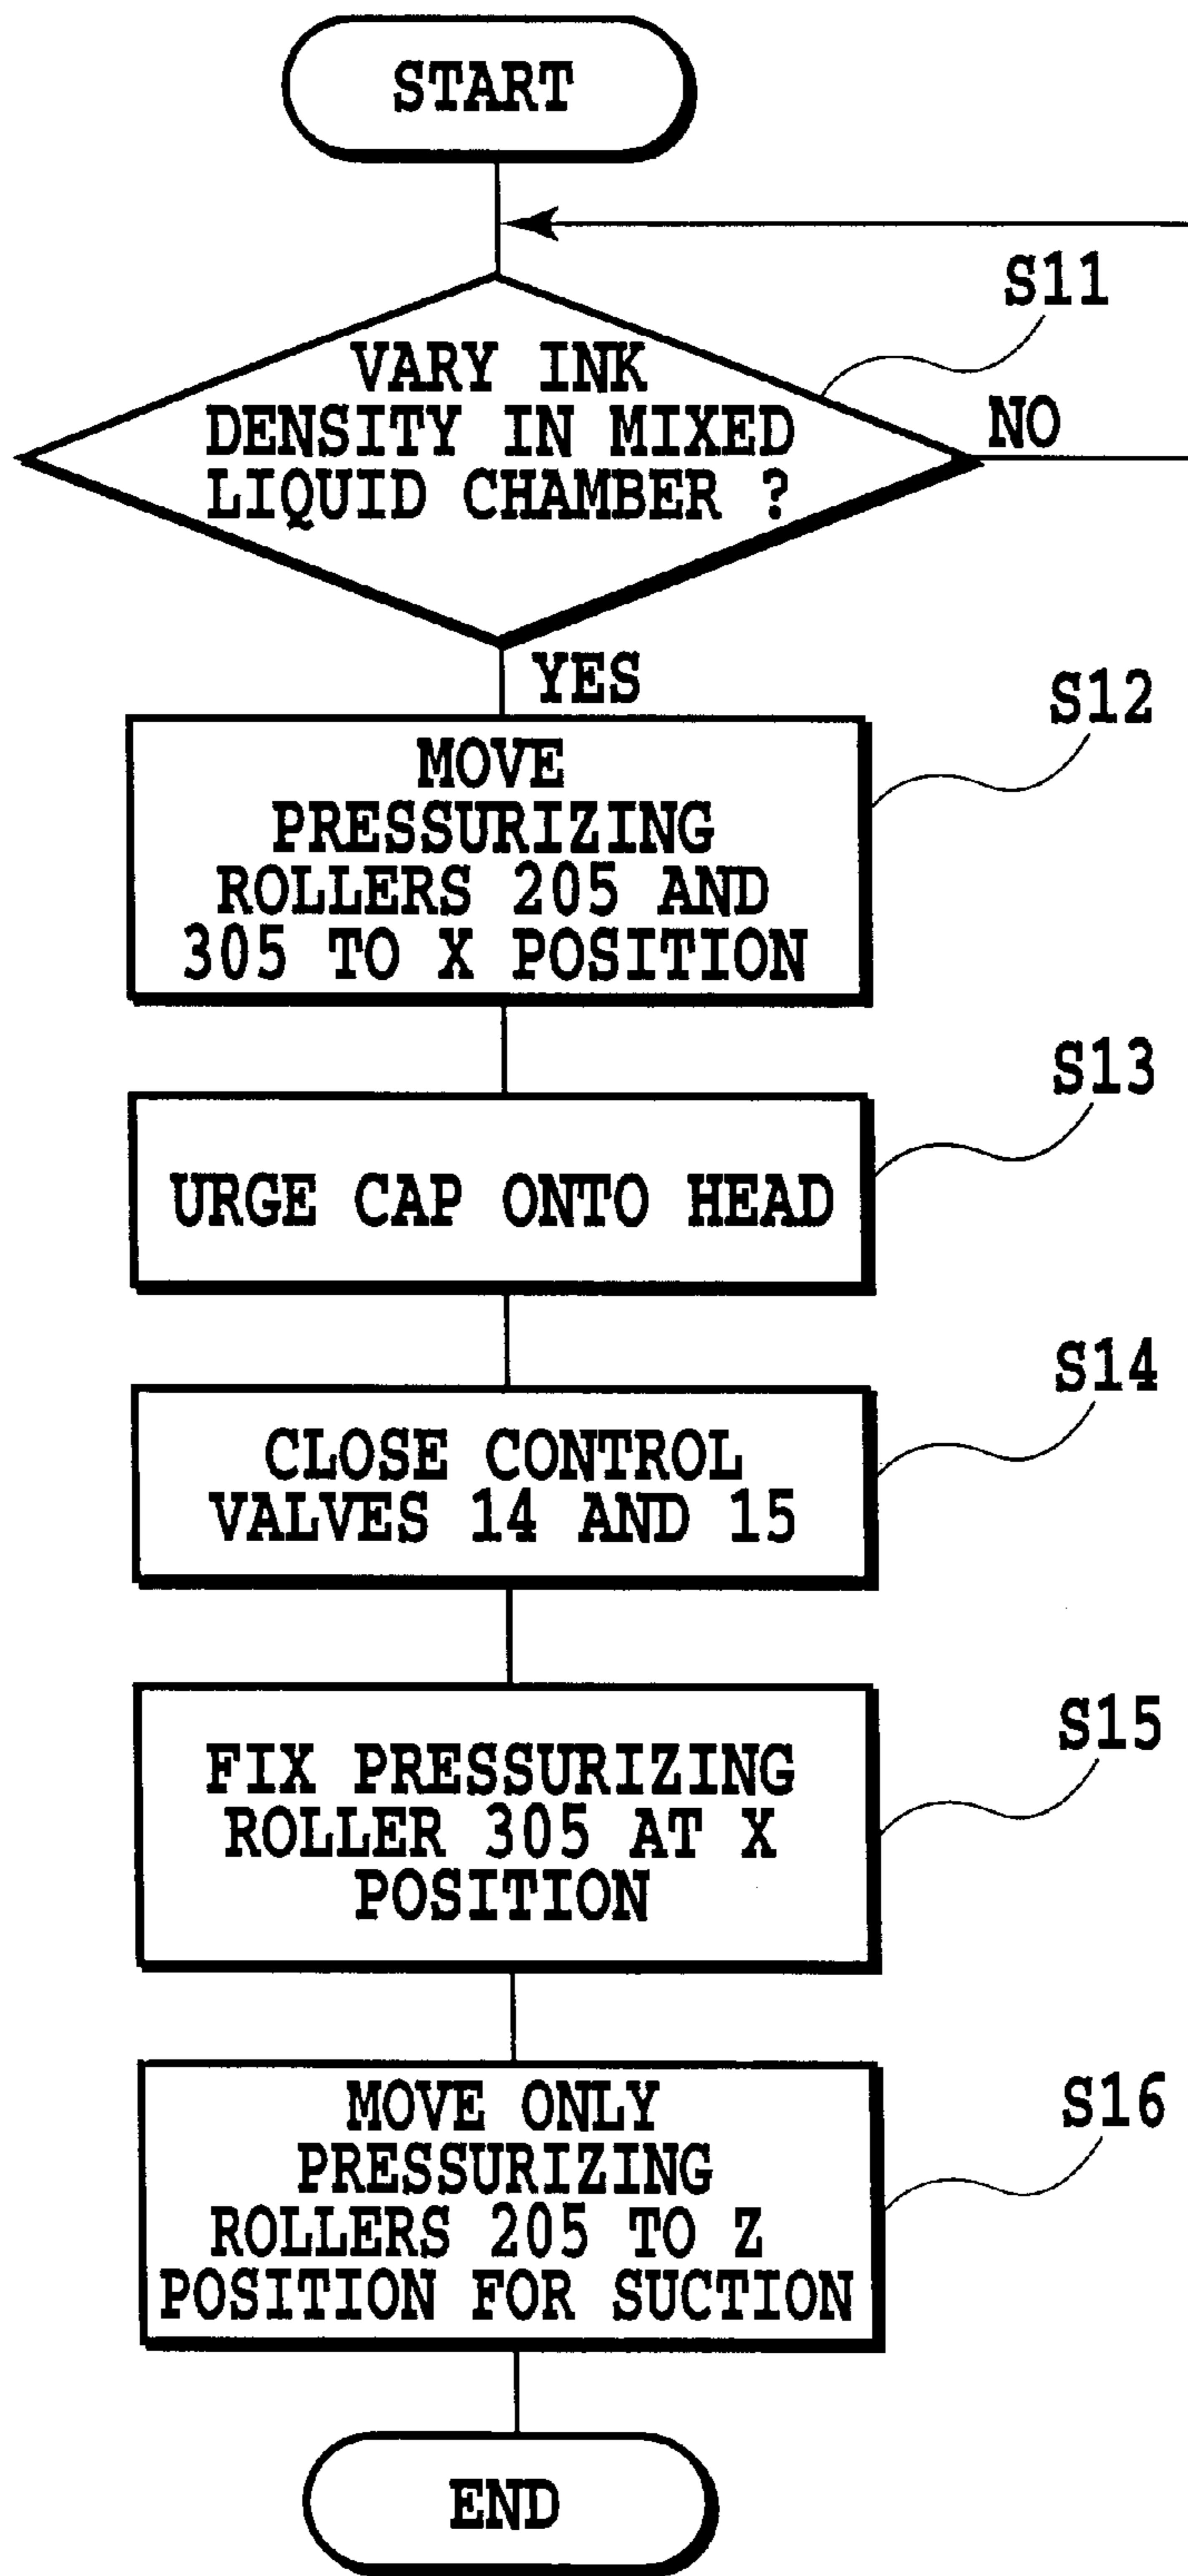 START
S11
VARY INK
DENSITY IN MIXED
LIQUID CHAMBER ?
NO
YES
S12
MOVE
PRESSURIZING
ROLLERS 205 AND
305 TO X POSITION
S13
URGE CAP ONTO HEAD
S14
CLOSE CONTROL
VALVES 14 AND 15
S15
FIX PRESSURIZING
ROLLER 305 AT X
POSITION
S16
MOVE ONLY
PRESSURIZING
ROLLERS 205 TO Z
POSITION FOR SUCTION
END